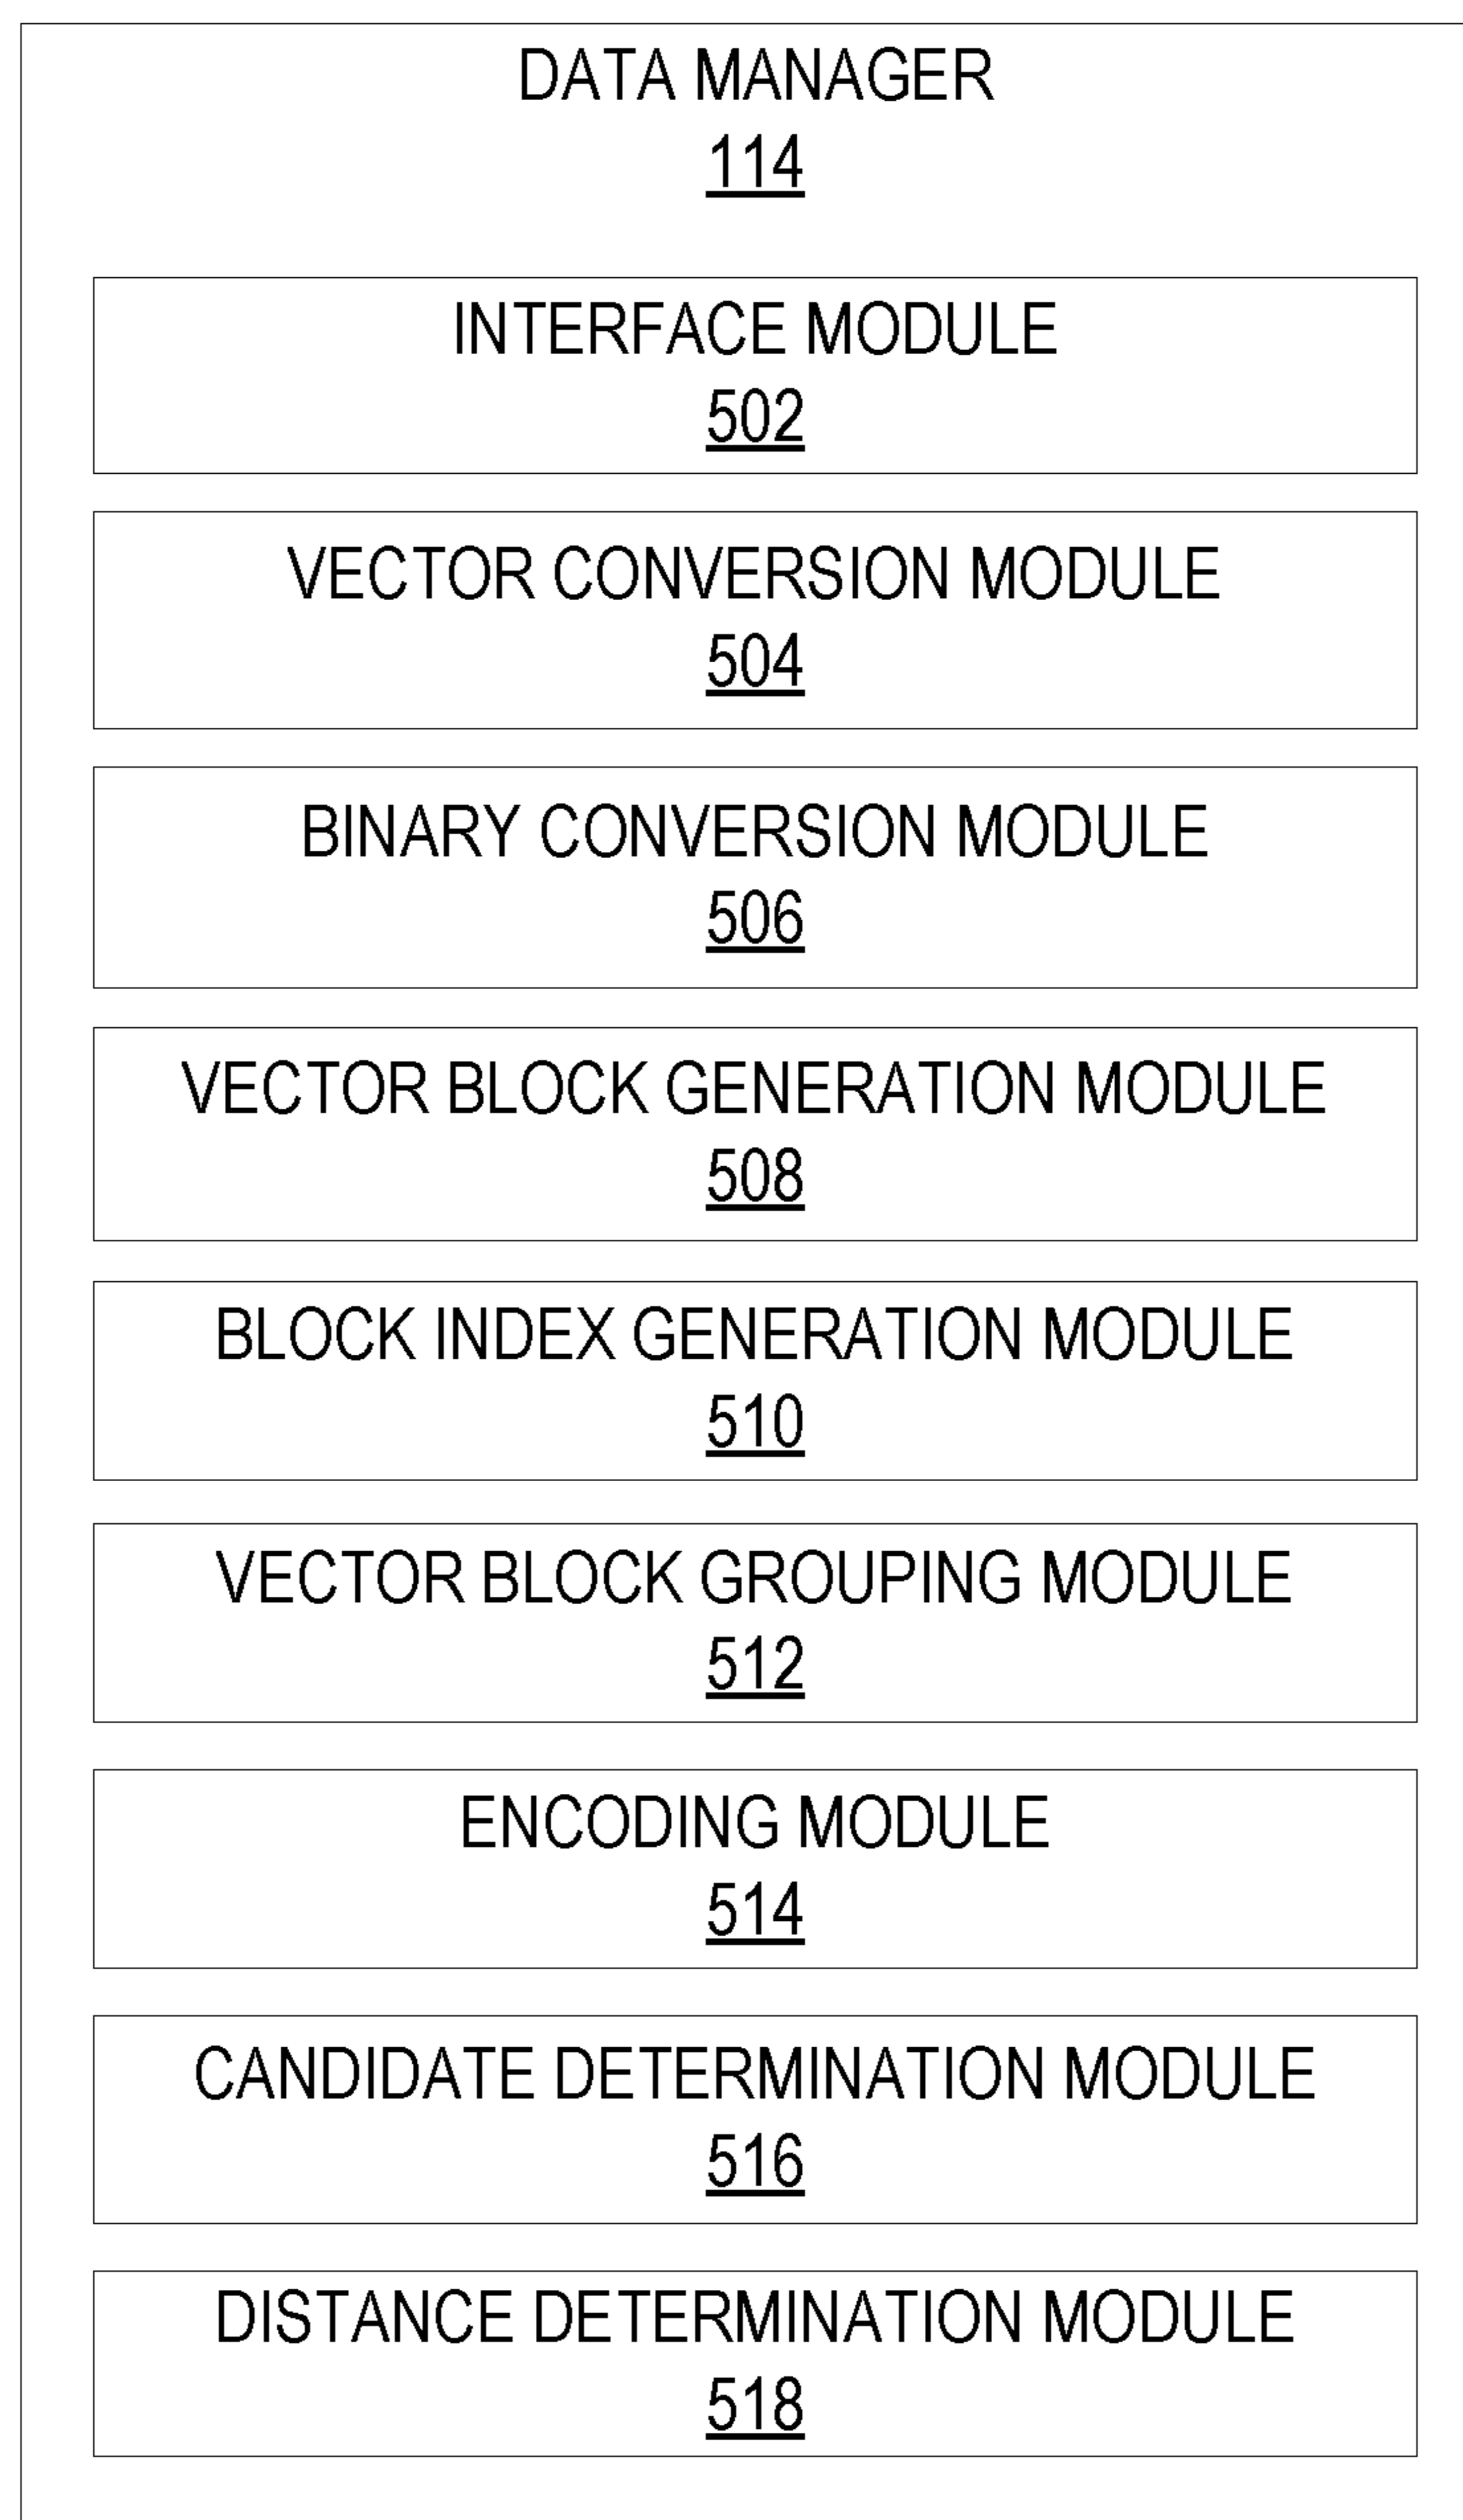 DATA MANAGER
114
INTERFACE MODULE
502
VECTOR CONVERSION MODULE
504
BINARY CONVERSION MODULE
506
VECTOR BLOCK GENERATION MODULE
508
BLOCK INDEX GENERATION MODULE
510
VECTOR BLOCK GROUPING MODULE
512
ENCODING MODULE
514
CANDIDATE DETERMINATION MODULE
516
DISTANCE DETERMINATION MODULE
518